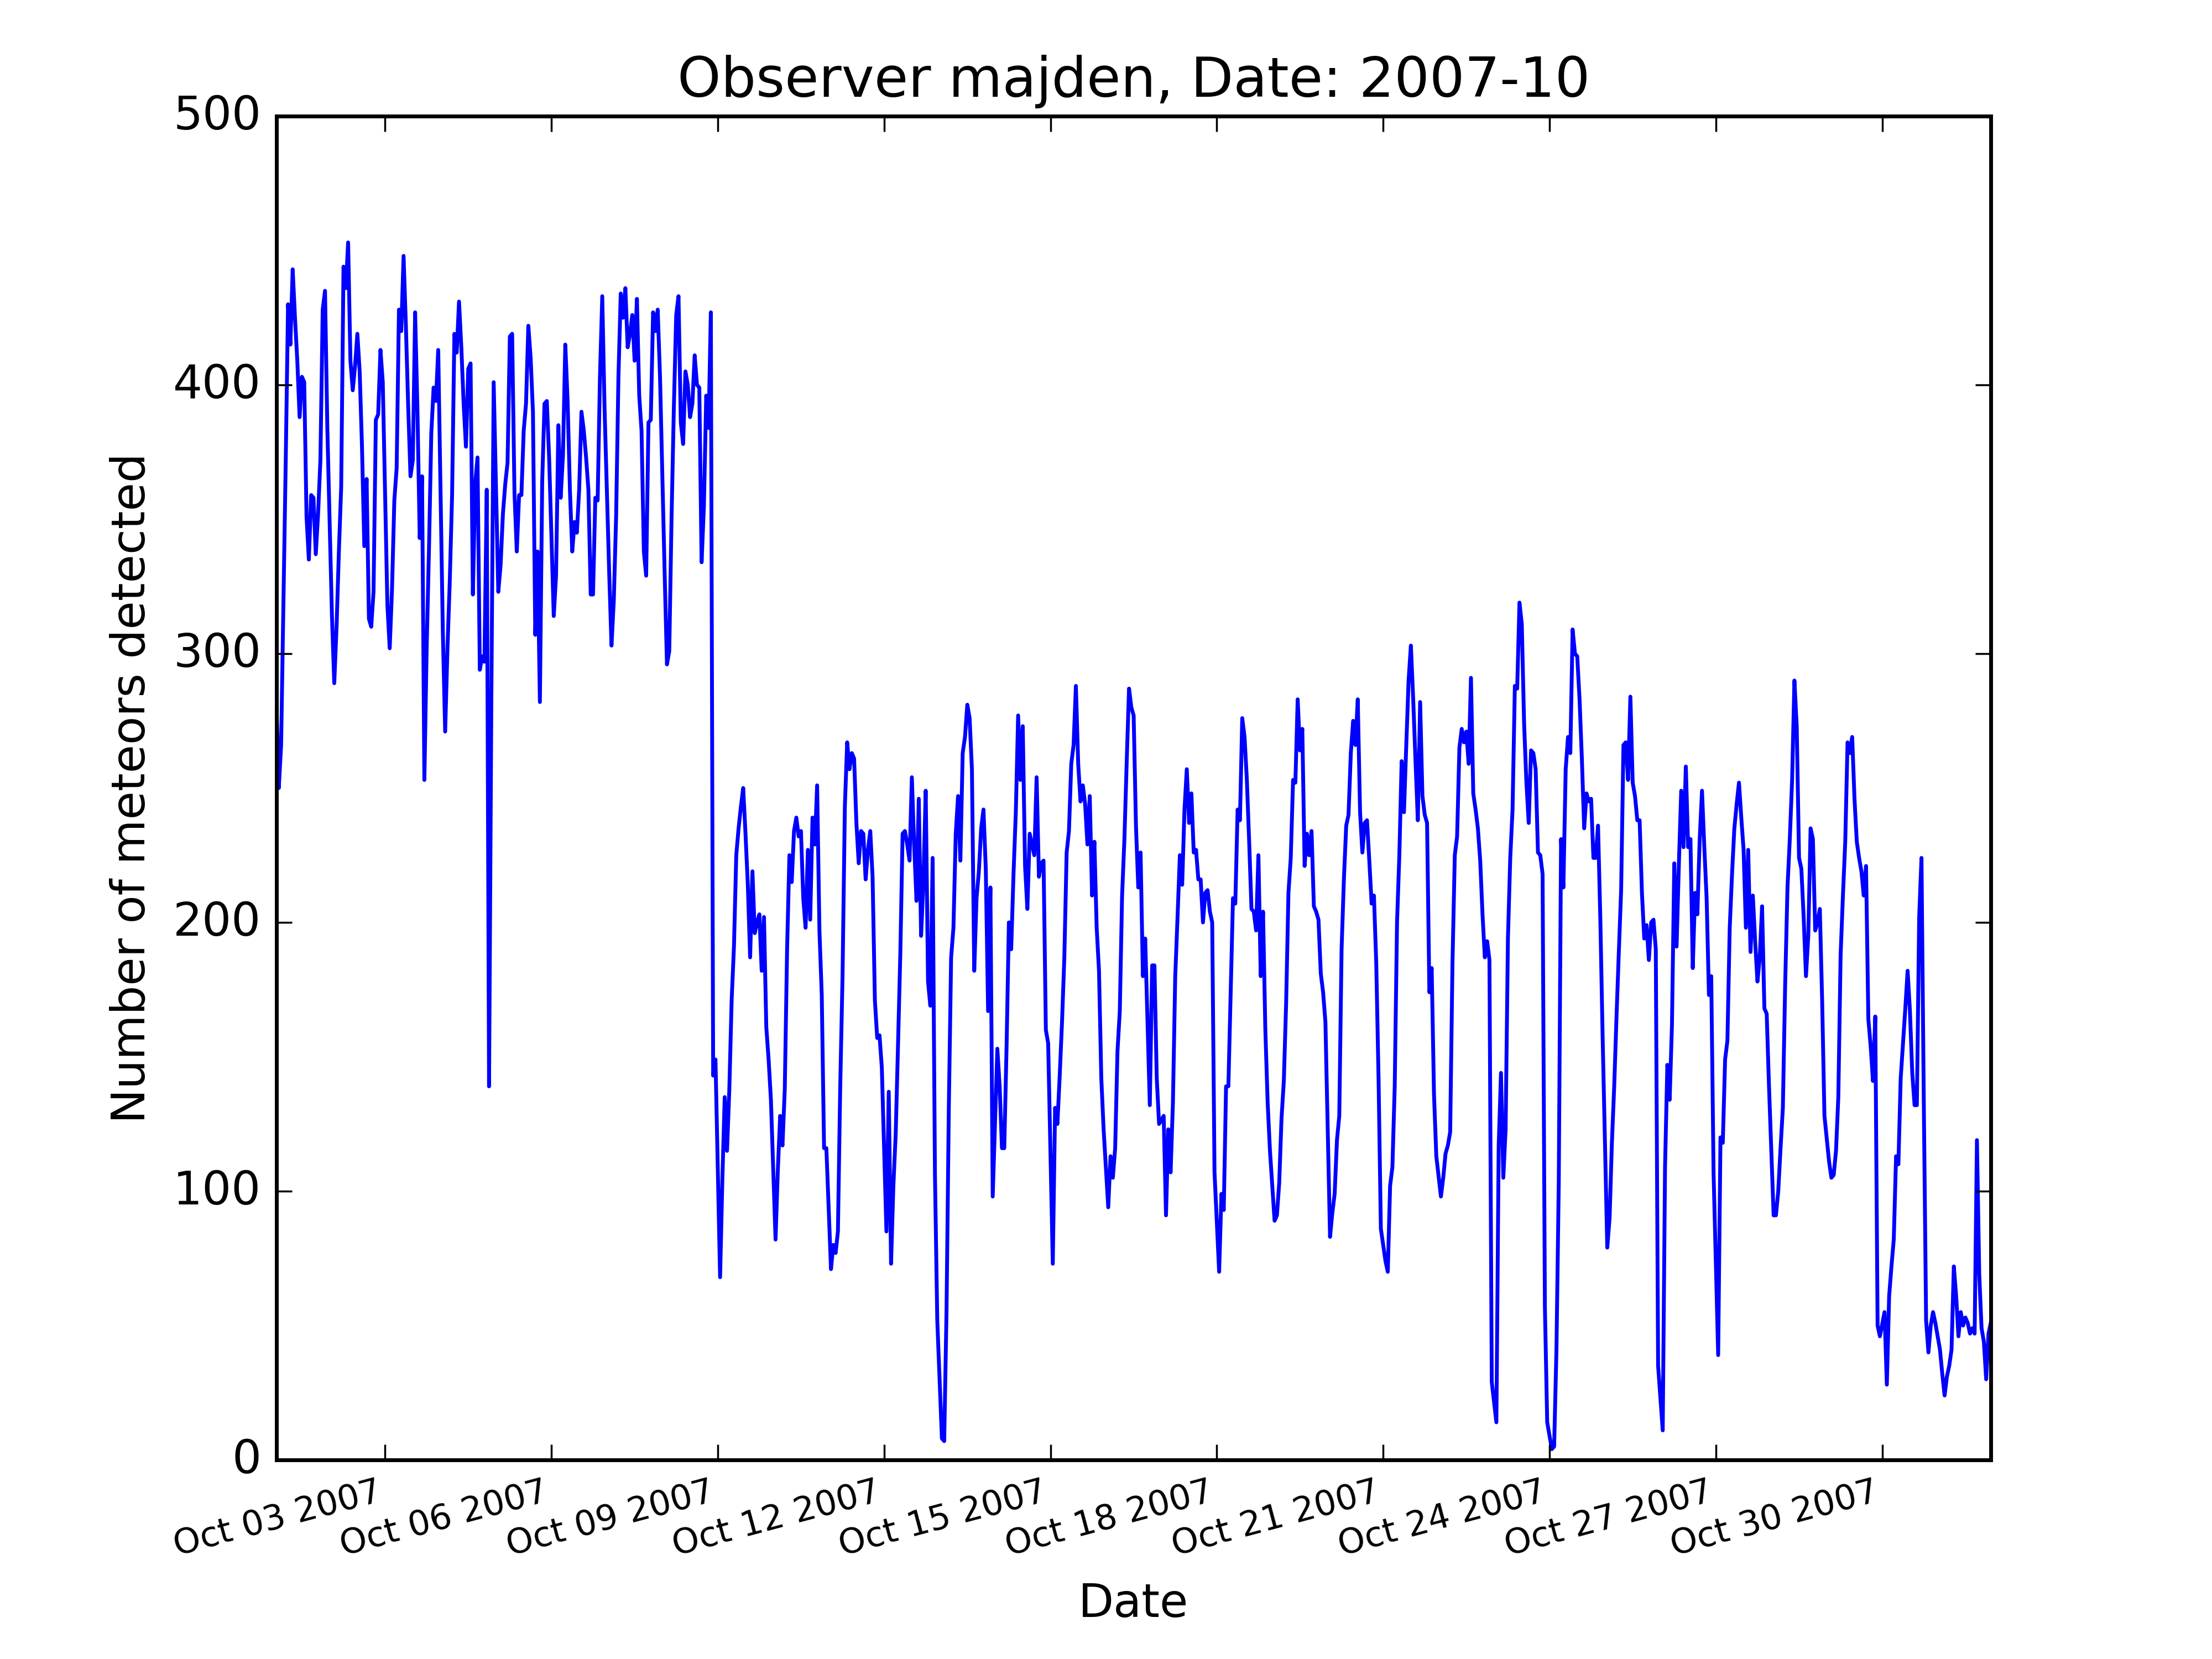 Observer majden, Date: 2007-10
Number of meteors detected
500
400
300
200
100
0
Oct 03 2007
Oct 06 2007
Oct 09 2007
Oct 12 2007
Oct 15 2007
Oct 18 2007
Oct 21 2007
Oct 24 2007
Oct 27 2007
Oct 30 2007
Date